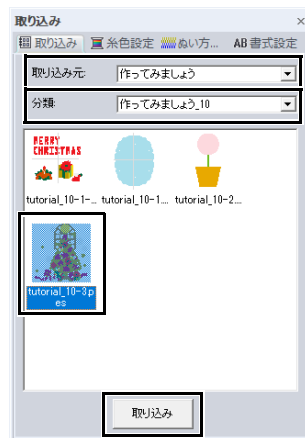 取り込み ×
取り込み 糸色設定 ぬい方... AB 書式設定
取り込み元: 作ってみましょう
分類: 作ってみましょう_10
MERRY
CHRISTMAS
tutorial_10-1-... tutorial_10-1... tutorial_10-2...
tutorial_10-3.p
es
取り込み